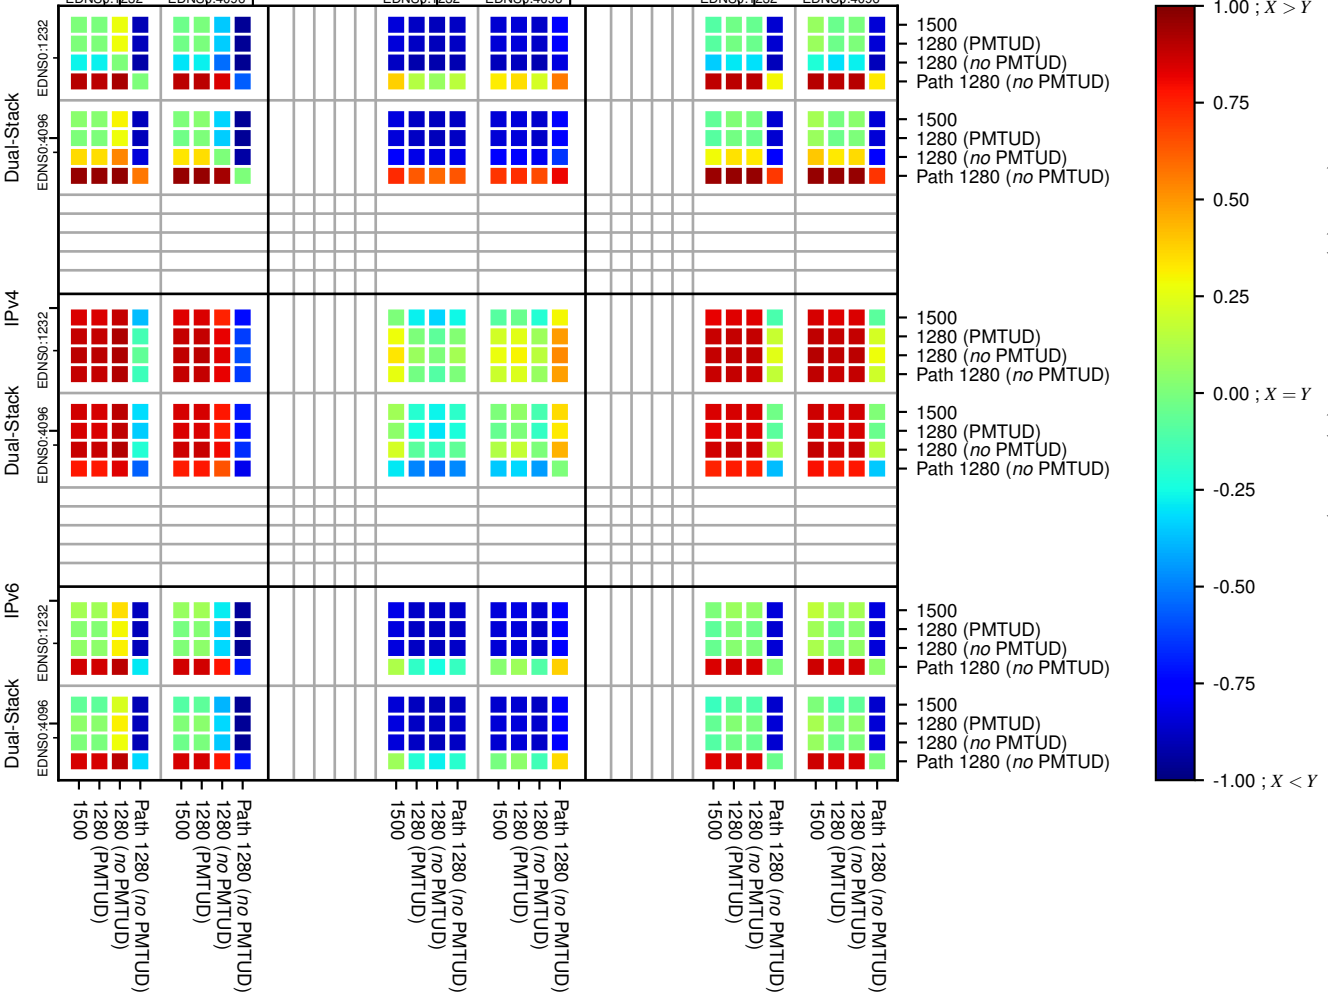 1500
1280 (PMTUD)
1280 (no PMTUD)
Path 1280 (no PMTUD)
1500
1280 (PMTUD)
1280 (no PMTUD)
Path 1280 (no PMTUD)
1500
1280 (PMTUD)
1280 (no PMTUD)
Path 1280 (no PMTUD)
1500
1280 (PMTUD)
1280 (no PMTUD)
Path 1280 (no PMTUD)
1500
1280 (PMTUD)
1280 (no PMTUD)
Path 1280 (no PMTUD)
1500
1280 (PMTUD)
1280 (no PMTUD)
Path 1280 (no PMTUD)
Dual-Stack
EDNS0:1232
EDNS0:4096
IPv4
Dual-Stack
EDNS0:1232
EDNS0:4096
IPv6
Dual-Stack
EDNS0:1232
EDNS0:4096
1500
1280 (PMTUD)
1280 (no PMTUD)
Path 1280 (no PMTUD)
1500
1280 (PMTUD)
1280 (no PMTUD)
Path 1280 (no PMTUD)
1500
1280 (PMTUD)
1280 (no PMTUD)
Path 1280 (no PMTUD)
1500
1280 (PMTUD)
1280 (no PMTUD)
Path 1280 (no PMTUD)
1500
1280 (PMTUD)
1280 (no PMTUD)
Path 1280 (no PMTUD)
1500
1280 (PMTUD)
1280 (no PMTUD)
Path 1280 (no PMTUD)
1.00 ; X > Y
0.75
0.50
0.25
0.00 ; X = Y
-0.25
-0.50
-0.75
-1.00 ; X < Y